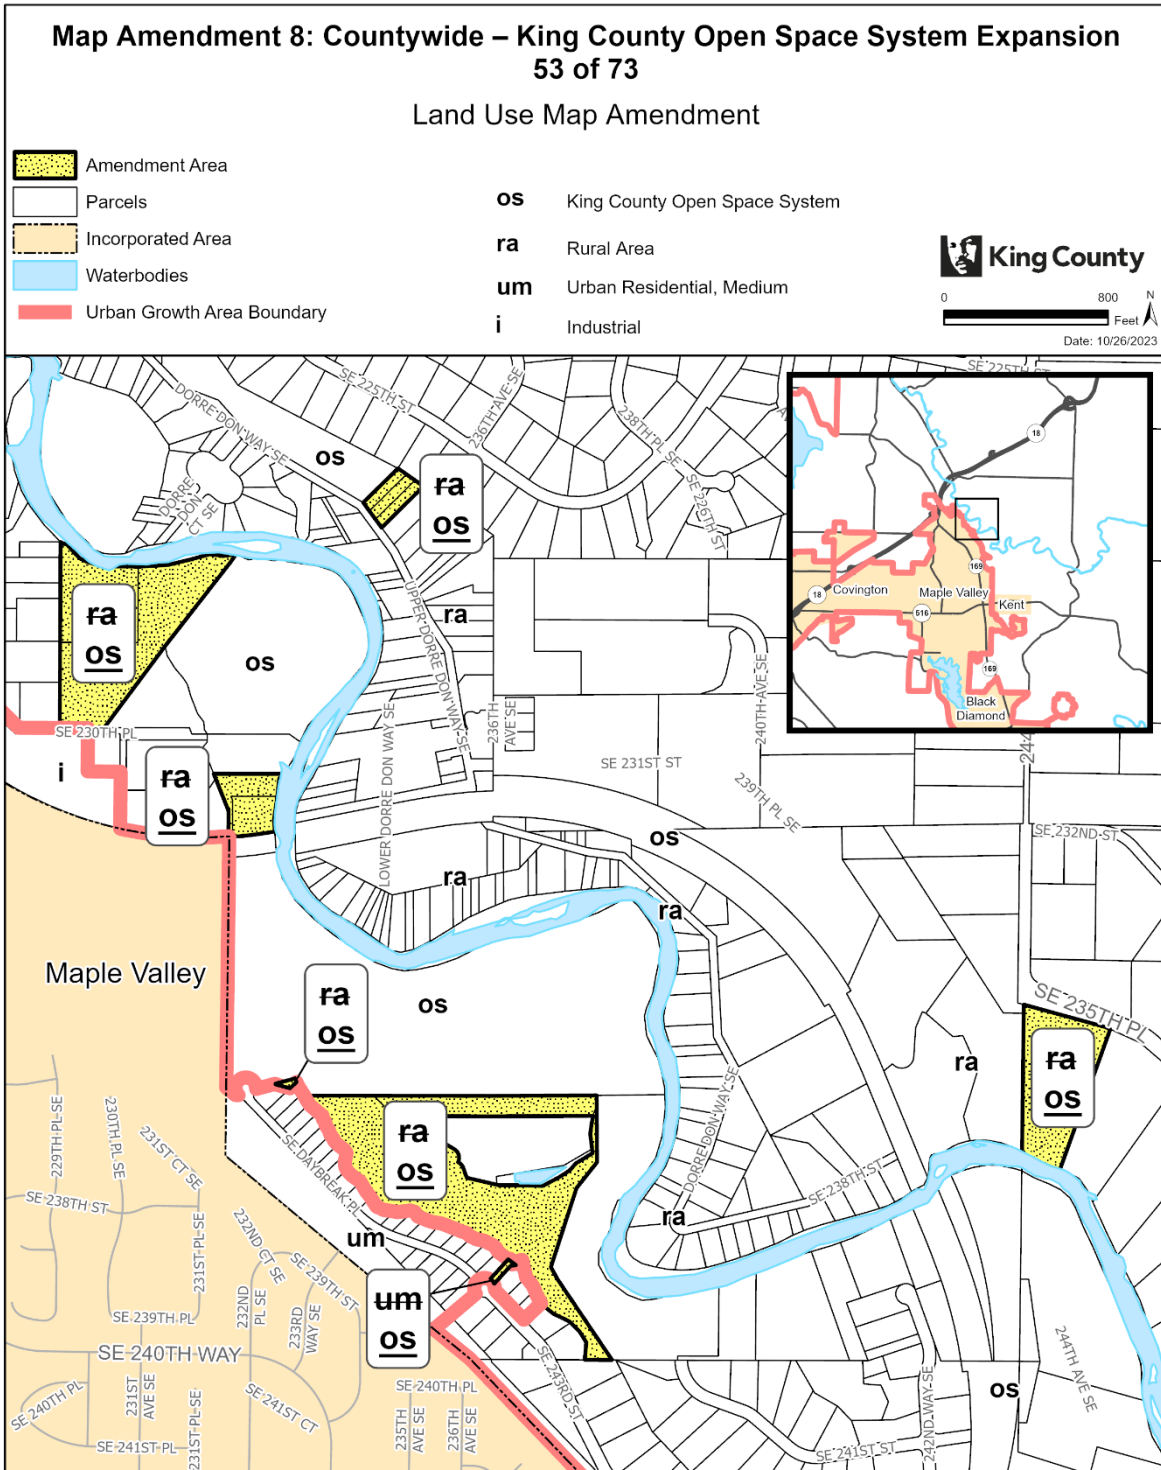 Map Amendment 8: Countywide – King County Open Space System Expansion
53 of 73
Land Use Map Amendment
Amendment Area
Parcels
Incorporated Area
Waterbodies
Urban Growth Area Boundary
os King County Open Space System
ra Rural Area
um Urban Residential, Medium
i Industrial
King County
0 800
Feet
N
Date: 10/26/2023
SE 225TH ST
SE 225TH ST
DORRE DON WAY SE
236TH AVE SE
238TH PL SE
SE 226TH ST
os
ra
os
DORRE
DON
CT SE
18
169
Covington
Maple Valley
18
516
Kent
169
Black
Diamond
ra
os
os
UPPER DORRE DON WAY SE
ra
240TH AVE SE
236TH
AVE SE
LOWER DORRE DON WAY SE
SE 230TH PL
i
ra
os
SE 231ST ST
239TH PL SE
244
SE 232ND ST
os
ra
ra
Maple Valley
ra
os
os
SE 235TH PL
ra
ra
os
229TH PL SE
230TH PL SE
231ST CT SE
SE DAYBREAK PL
ra
os
DORRE DON WAY SE
SE 238TH ST
ra
SE 238TH ST
231ST PL SE
232ND CT SE
SE 239TH ST
um
um
os
232ND
PL SE
233RD
WAY SE
SE 239TH PL
SE 240TH WAY
SE 240TH PL
231ST
AVE SE
231ST PL SE
SE 241ST CT
SE 241ST PL
SE 240TH PL
235TH
AVE SE
236TH
AVE SE
SE 243RD ST
SE 241ST ST
242ND WAY SE
os
244TH AVE SE